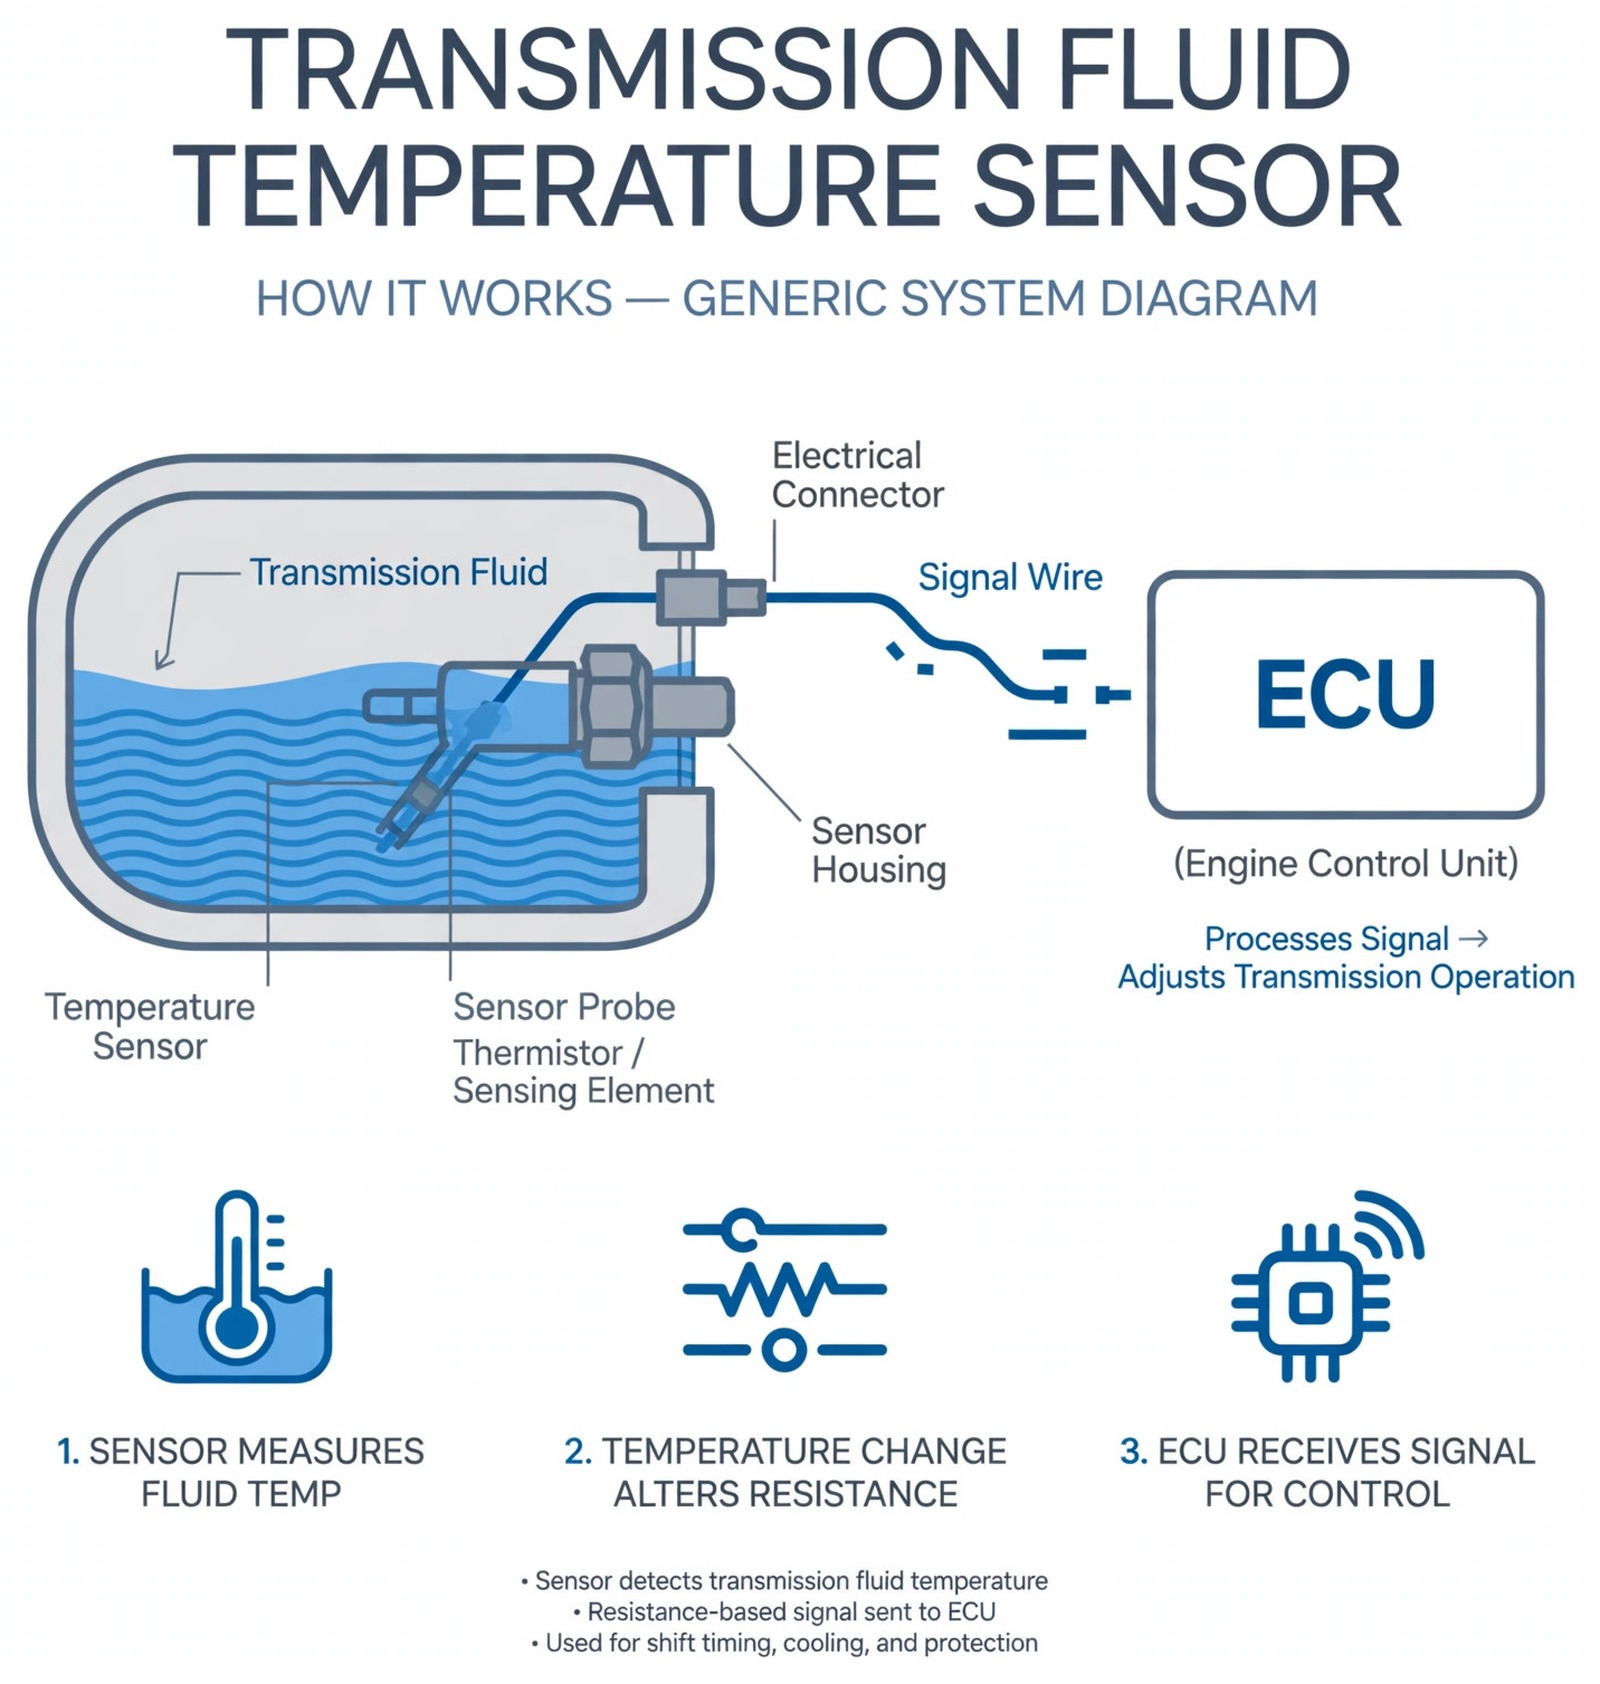 TRANSMISSION FLUID
TEMPERATURE SENSOR
HOW IT WORKS — GENERIC SYSTEM DIAGRAM
Electrical
Connector
Transmission Fluid
Signal Wire
ECU
Sensor
Housing
(Engine Control Unit)
Processes Signal →
Adjusts Transmission Operation
Temperature
Sensor
Sensor Probe
Thermistor /
Sensing Element
1. SENSOR MEASURES
FLUID TEMP
2. TEMPERATURE CHANGE
ALTERS RESISTANCE
3. ECU RECEIVES SIGNAL
FOR CONTROL
• Sensor detects transmission fluid temperature
• Resistance-based signal sent to ECU
• Used for shift timing, cooling, and protection